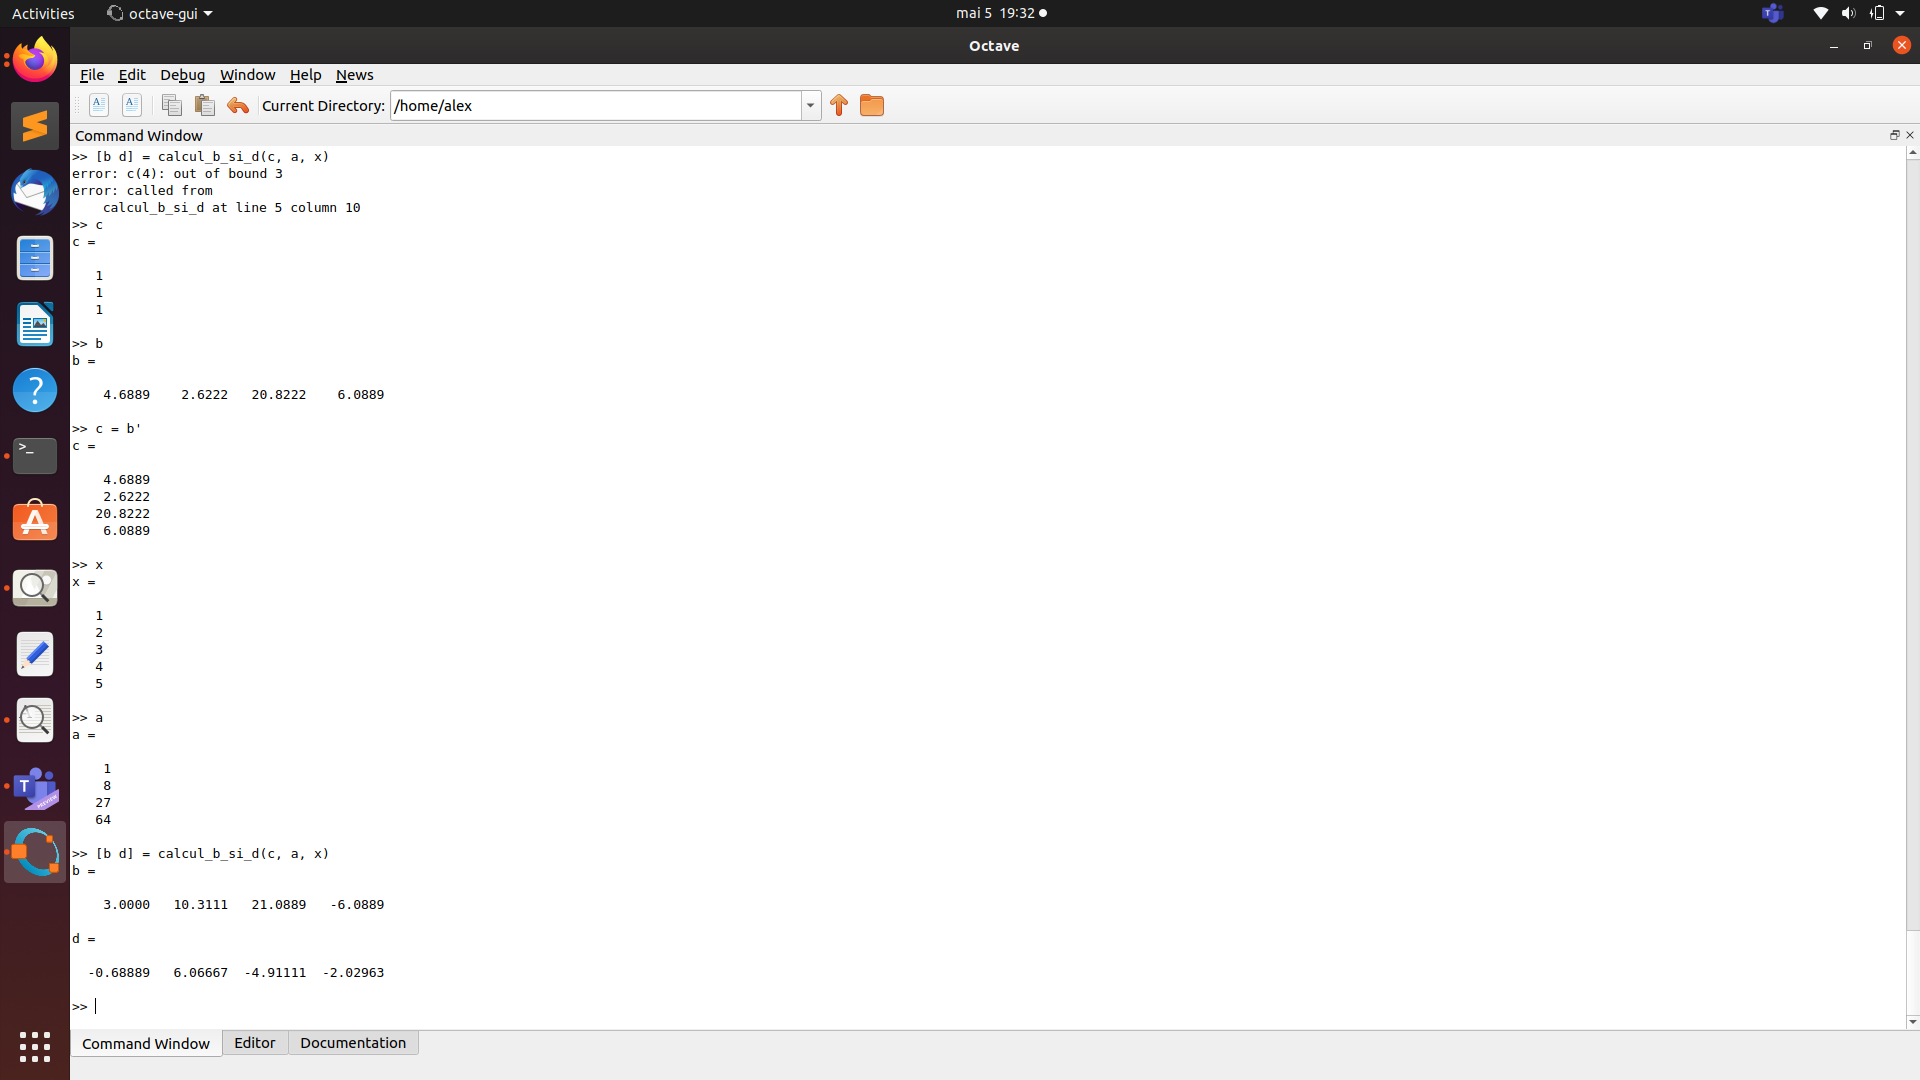 Activities
octave-gui
mai 5 19:32
Octave
File Edit Debug Window Help News
Current Directory: /home/alex
Command Window
>> [b d] = calcul_b_si_d(c, a, x)
error: c(4): out of bound 3
error: called from
    calcul_b_si_d at line 5 column 10
>> c
c =
1
1
1
>> b
b =
4.6889 2.6222 20.8222 6.0889
>> c = b'
c =
4.6889
2.6222
20.8222
6.0889
>> x
x =
1
2
3
4
5
>> a
a =
1
8
27
64
>> [b d] = calcul_b_si_d(c, a, x)
b =
3.0000 10.3111 21.0889 -6.0889
d =
-0.68889 6.06667 -4.91111 -2.02963
>>
Command Window Editor Documentation